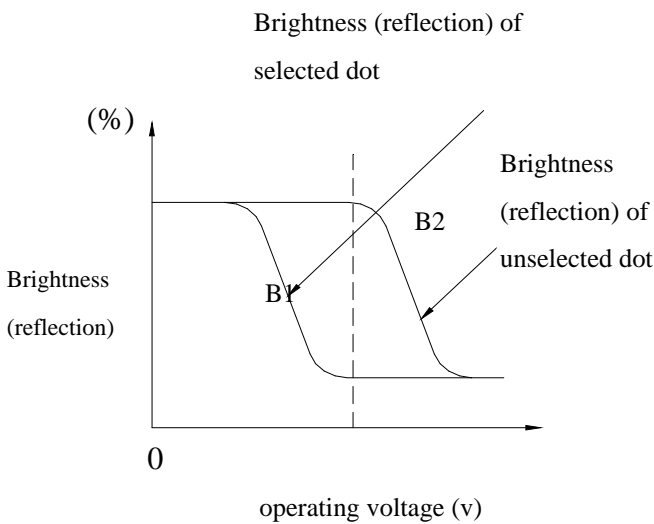 Brightness (reflection) of
selected dot
(%)
Brightness
(reflection) of
unselected dot
B2
Brightness
(reflection)
B1
0
operating voltage (v)